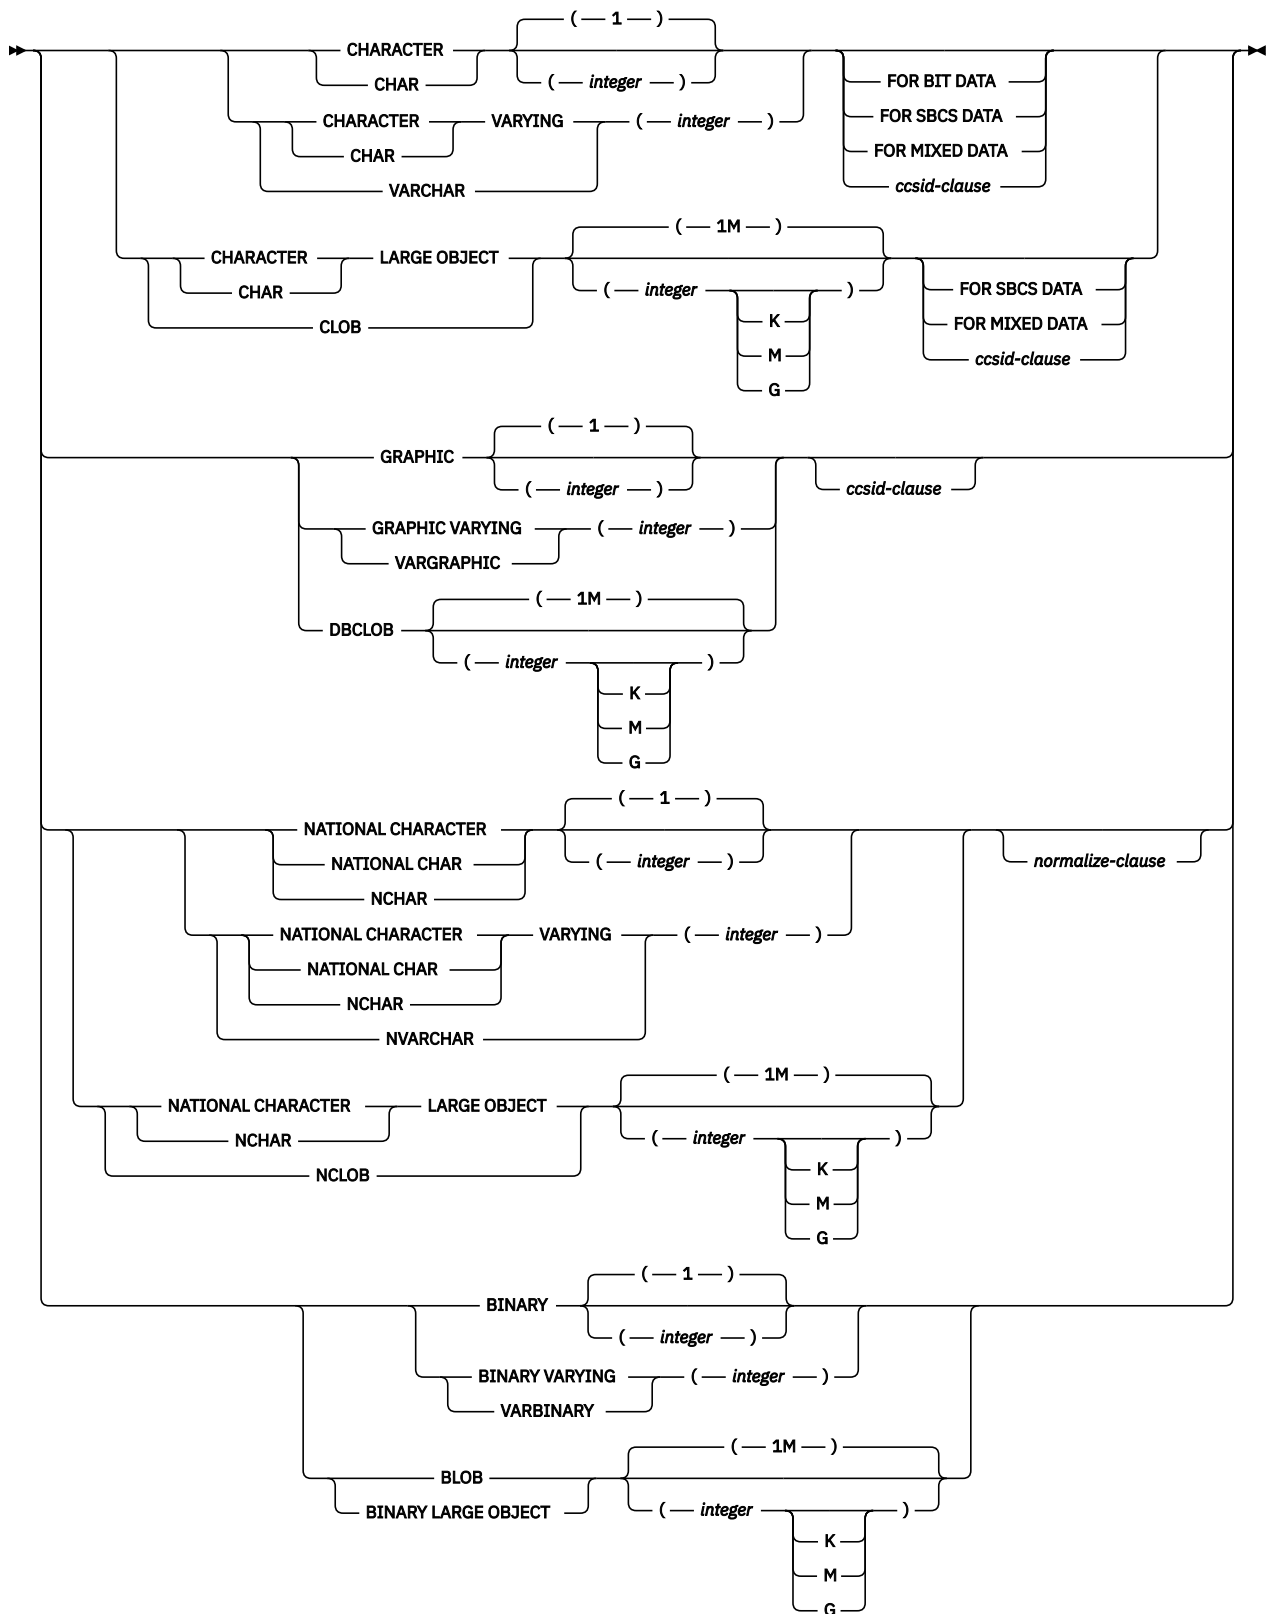 ( 1 )
CHARACTER
CHAR ( integer )
FOR BIT DATA
FOR SBCS DATA
CHARACTER VARYING ( integer )
CHAR FOR MIXED DATA
VARCHAR ccsid-clause
( 1M )
CHARACTER LARGE OBJECT
CHAR ( integer ) FOR SBCS DATA
CLOB K FOR MIXED DATA
M ccsid-clause
G
( 1 )
GRAPHIC
( integer ) ccsid-clause
GRAPHIC VARYING ( integer )
VARGRAPHIC
( 1M )
DBCLOB
( integer )
K
M
G
( 1 )
NATIONAL CHARACTER
NATIONAL CHAR ( integer ) normalize-clause
NCHAR
NATIONAL CHARACTER VARYING ( integer )
NATIONAL CHAR
NCHAR
NVARCHAR
( 1M )
NATIONAL CHARACTER LARGE OBJECT
NCHAR ( integer )
NCLOB K
M
G
( 1 )
BINARY
( integer )
BINARY VARYING ( integer )
VARBINARY
( 1M )
BLOB
BINARY LARGE OBJECT ( integer )
K
M
G